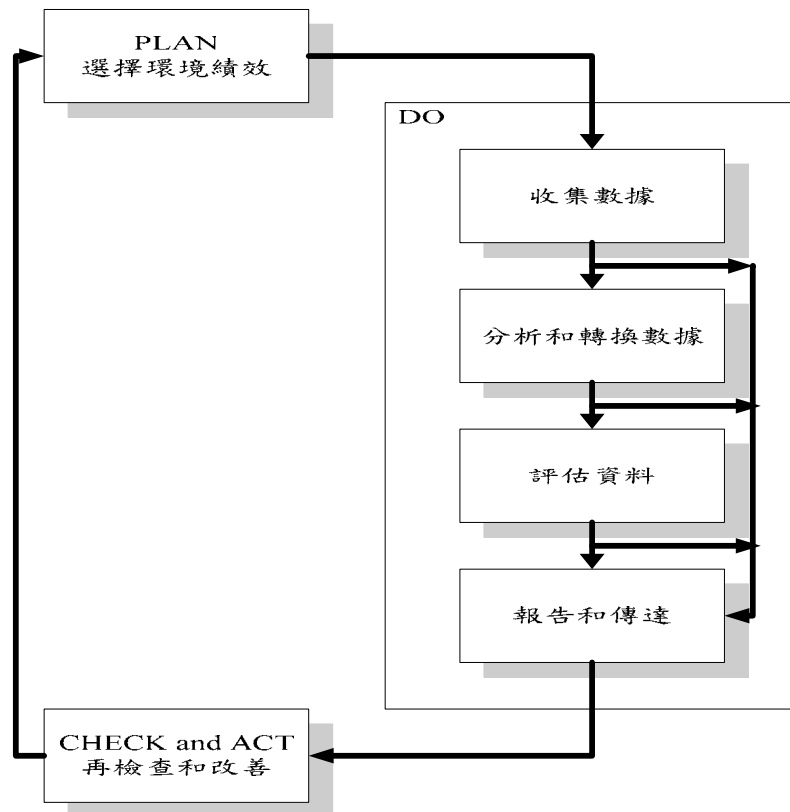 PLAN
選擇環境績效
DO
收集數據
分析和轉換數據
評估資料
報告和傳達
CHECK and ACT
再檢查和改善